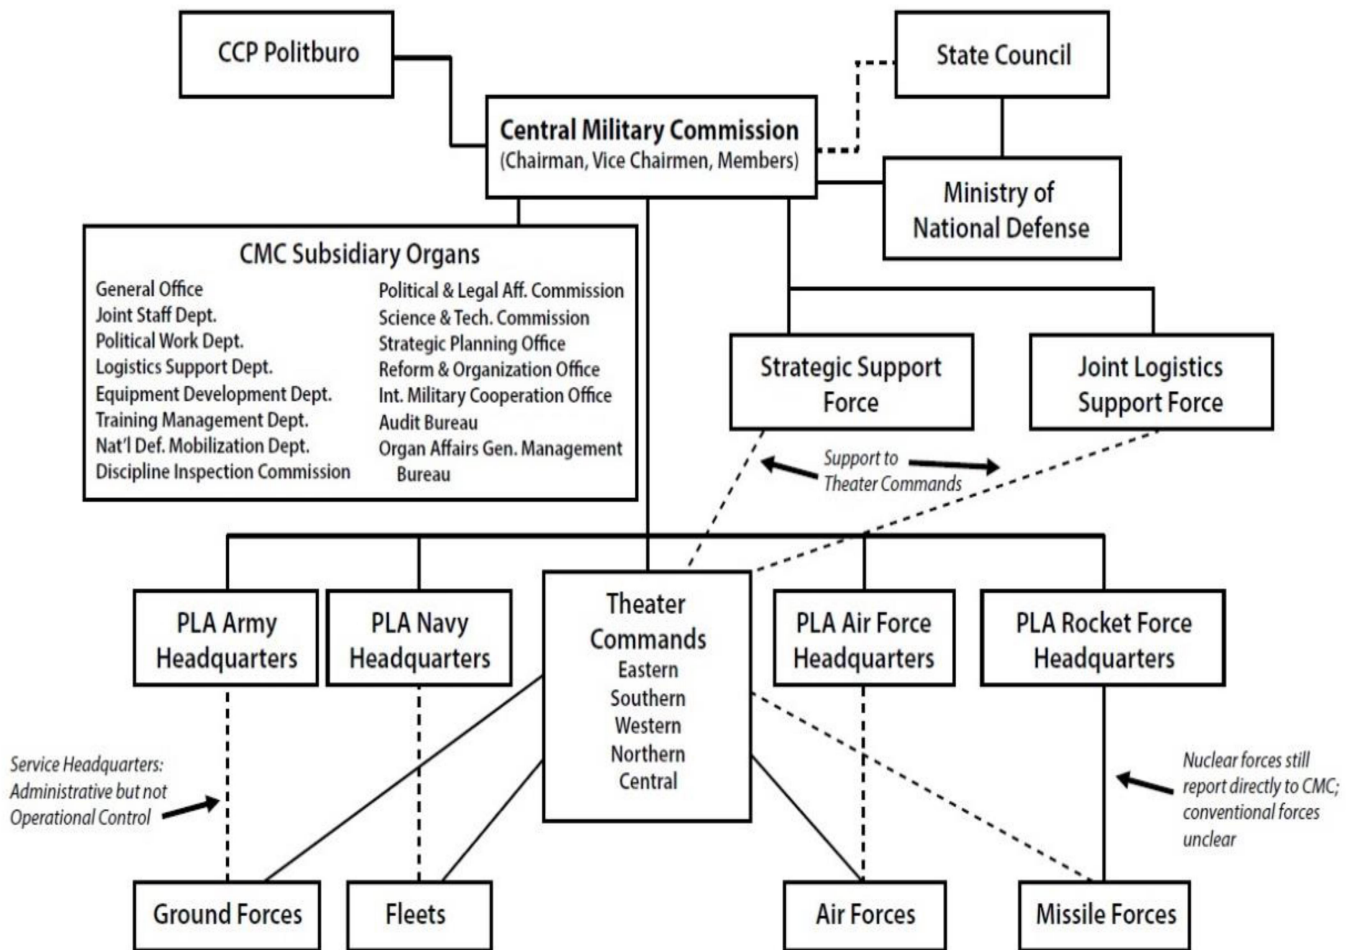 CCP Politburo
State Council
Central Military Commission
(Chairman, Vice Chairmen, Members)
Ministry of
National Defense
CMC Subsidiary Organs
General Office
Joint Staff Dept.
Political Work Dept.
Logistics Support Dept.
Equipment Development Dept.
Training Management Dept.
Nat'l Def. Mobilization Dept.
Discipline Inspection Commission
Political & Legal Aff. Commission
Science & Tech. Commission
Strategic Planning Office
Reform & Organization Office
Int. Military Cooperation Office
Audit Bureau
Organ Affairs Gen. Management
Bureau
Strategic Support
Force
Joint Logistics
Support Force
Support to
Theater Commands
PLA Army
Headquarters
PLA Navy
Headquarters
Theater
Commands
Eastern
Southern
Western
Northern
Central
PLA Air Force
Headquarters
PLA Rocket Force
Headquarters
Service Headquarters:
Administrative but not
Operational Control
Nuclear forces still
report directly to CMC;
conventional forces
unclear
Ground Forces
Fleets
Air Forces
Missile Forces